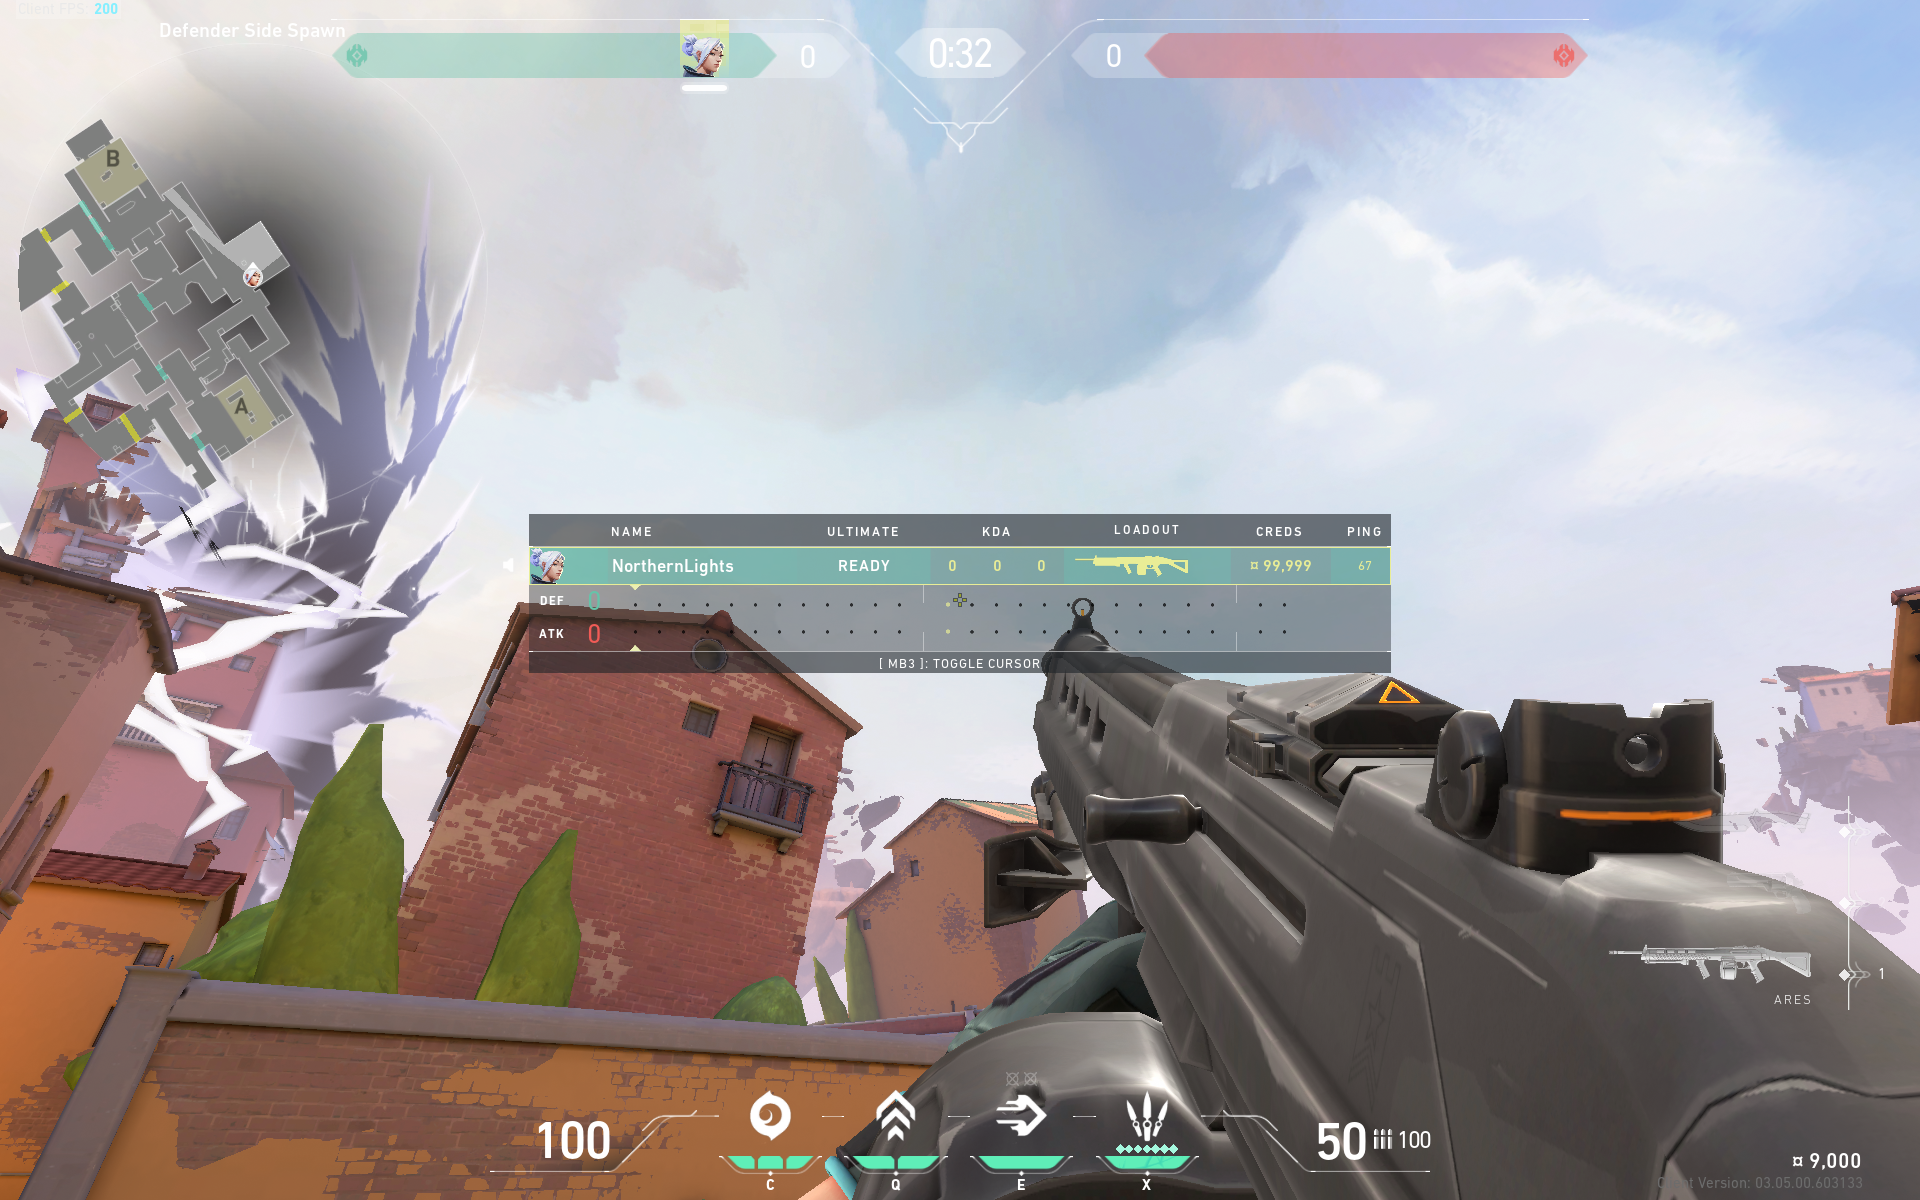 Client FPS: 200
Defender Side Spawn
0
0:32
0
B
A
NAME ULTIMATE KDA LOADOUT CREDS PING
NorthernLights READY 0 0 0 ¤ 99,999 67
DEF 0
ATK 0
[ MB3 ]: TOGGLE CURSOR
1
ARES
100
50 100
C Q E X
¤ 9,000
Client Version: 03.05.00.603133